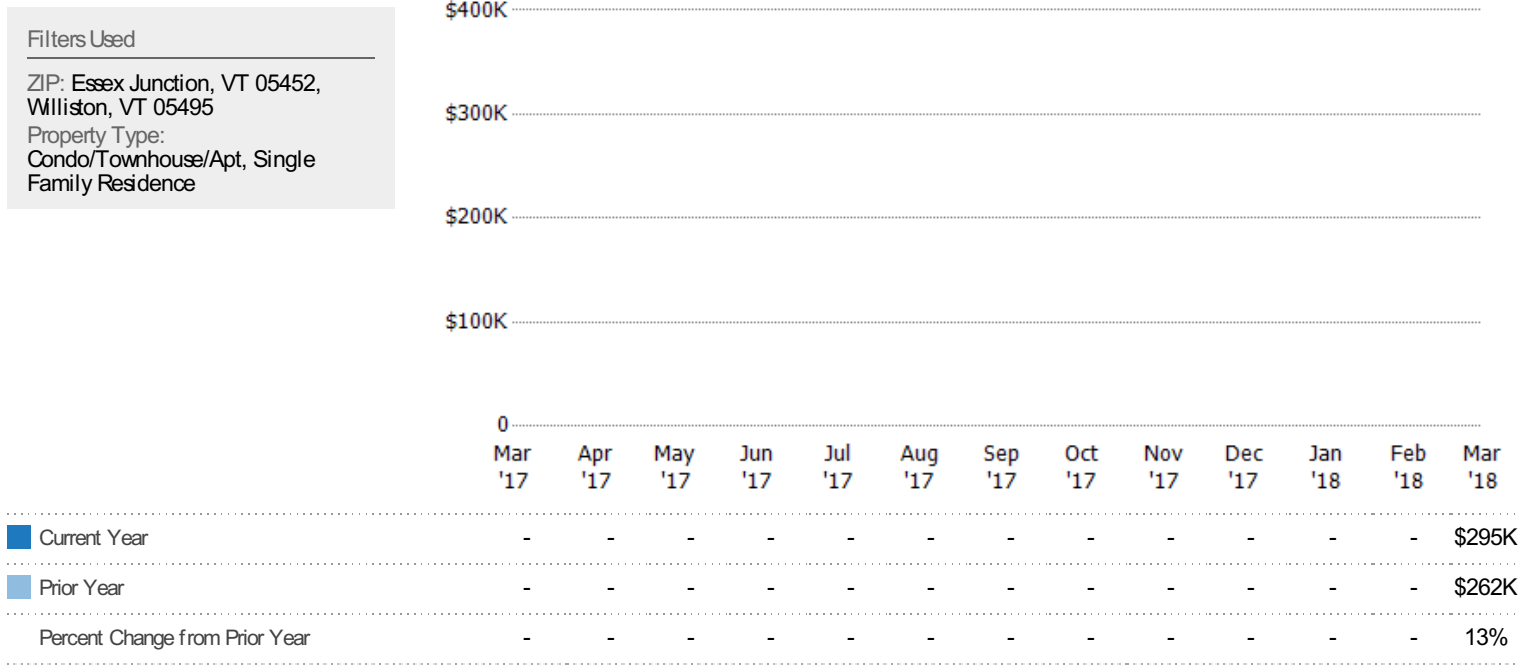 Filters Used
ZIP: Essex Junction, VT 05452,
Williston, VT 05495
Property Type:
Condo/Townhouse/Apt, Single
Family Residence
$400K
$300K
$200K
$100K
0
Mar Apr May Jun Jul Aug Sep Oct Nov Dec Jan Feb Mar
'17 '17 '17 '17 '17 '17 '17 '17 '17 '17 '18 '18 '18
Current Year - - - - - - - - - - - - $295K
Prior Year - - - - - - - - - - - - $262K
Percent Change from Prior Year - - - - - - - - - - - - 13%